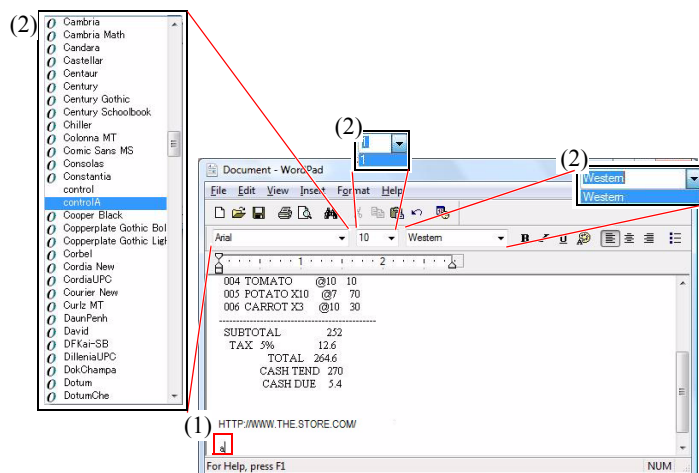 (2)
Cambria
Cambria Math
Candara
Castellar
Centaur
Century
Century Gothic
Century Schoolbook
Chiller
Colonna MT
Comic Sans MS
Consolas
Constantia
control
controlA
Cooper Black
Copperplate Gothic Bol
Copperplate Gothic Ligh
Corbel
Cordia New
CordiaUPC
Courier New
Curlz MT
DaunPenh
David
DFKai-SB
DilleniaUPC
DokChampa
Dotum
DotumChe
(2)
1
1
(2)
Western
Western
Document - WordPad
File Edit View Insert Format Help
Arial 10 Western B I U
1 2
004 TOMATO @10 10
005 POTATO X10 @7 70
006 CARROT X3 @10 30
------------------------------------------------
SUBTOTAL 252
TAX 5% 12.6
TOTAL 264.6
CASH TEND 270
CASH DUE 5.4
(1)
HTTP://WWW.THE.STORE.COM/
a
For Help, press F1 NUM